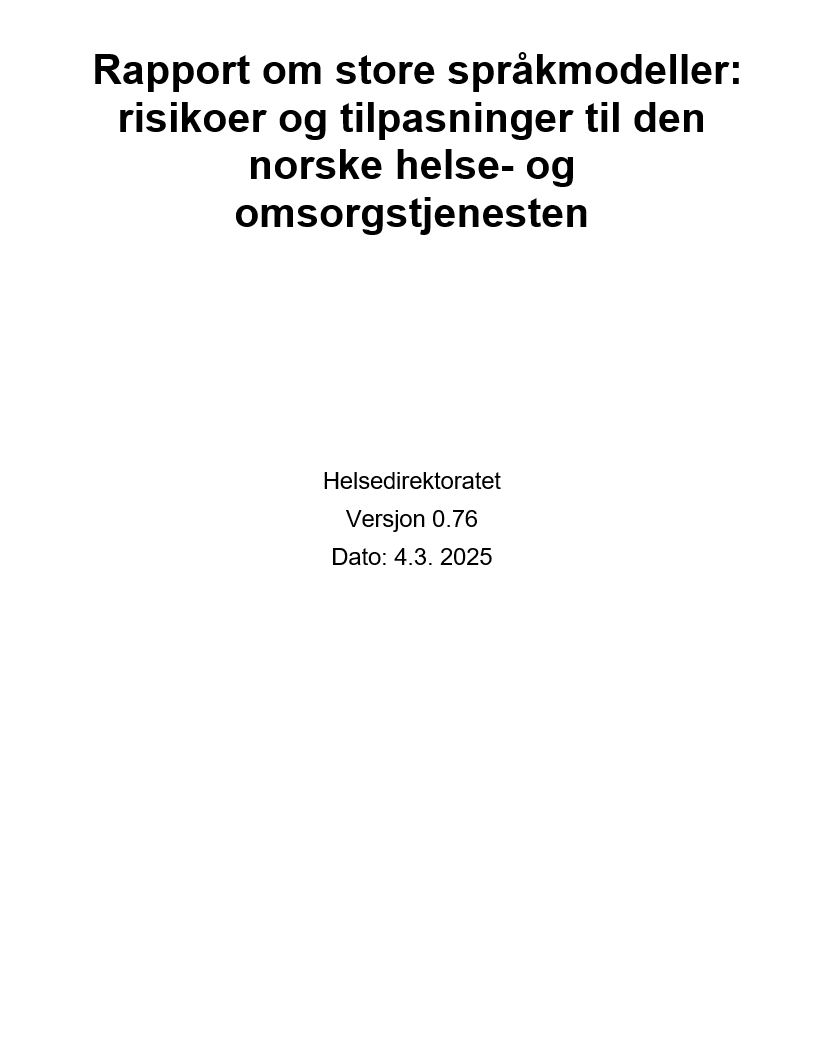 Rapport om store språkmodeller:
risikoer og tilpasninger til den
norske helse- og
omsorgstjenesten
Helsedirektoratet
Versjon 0.76
Dato: 4.3. 2025